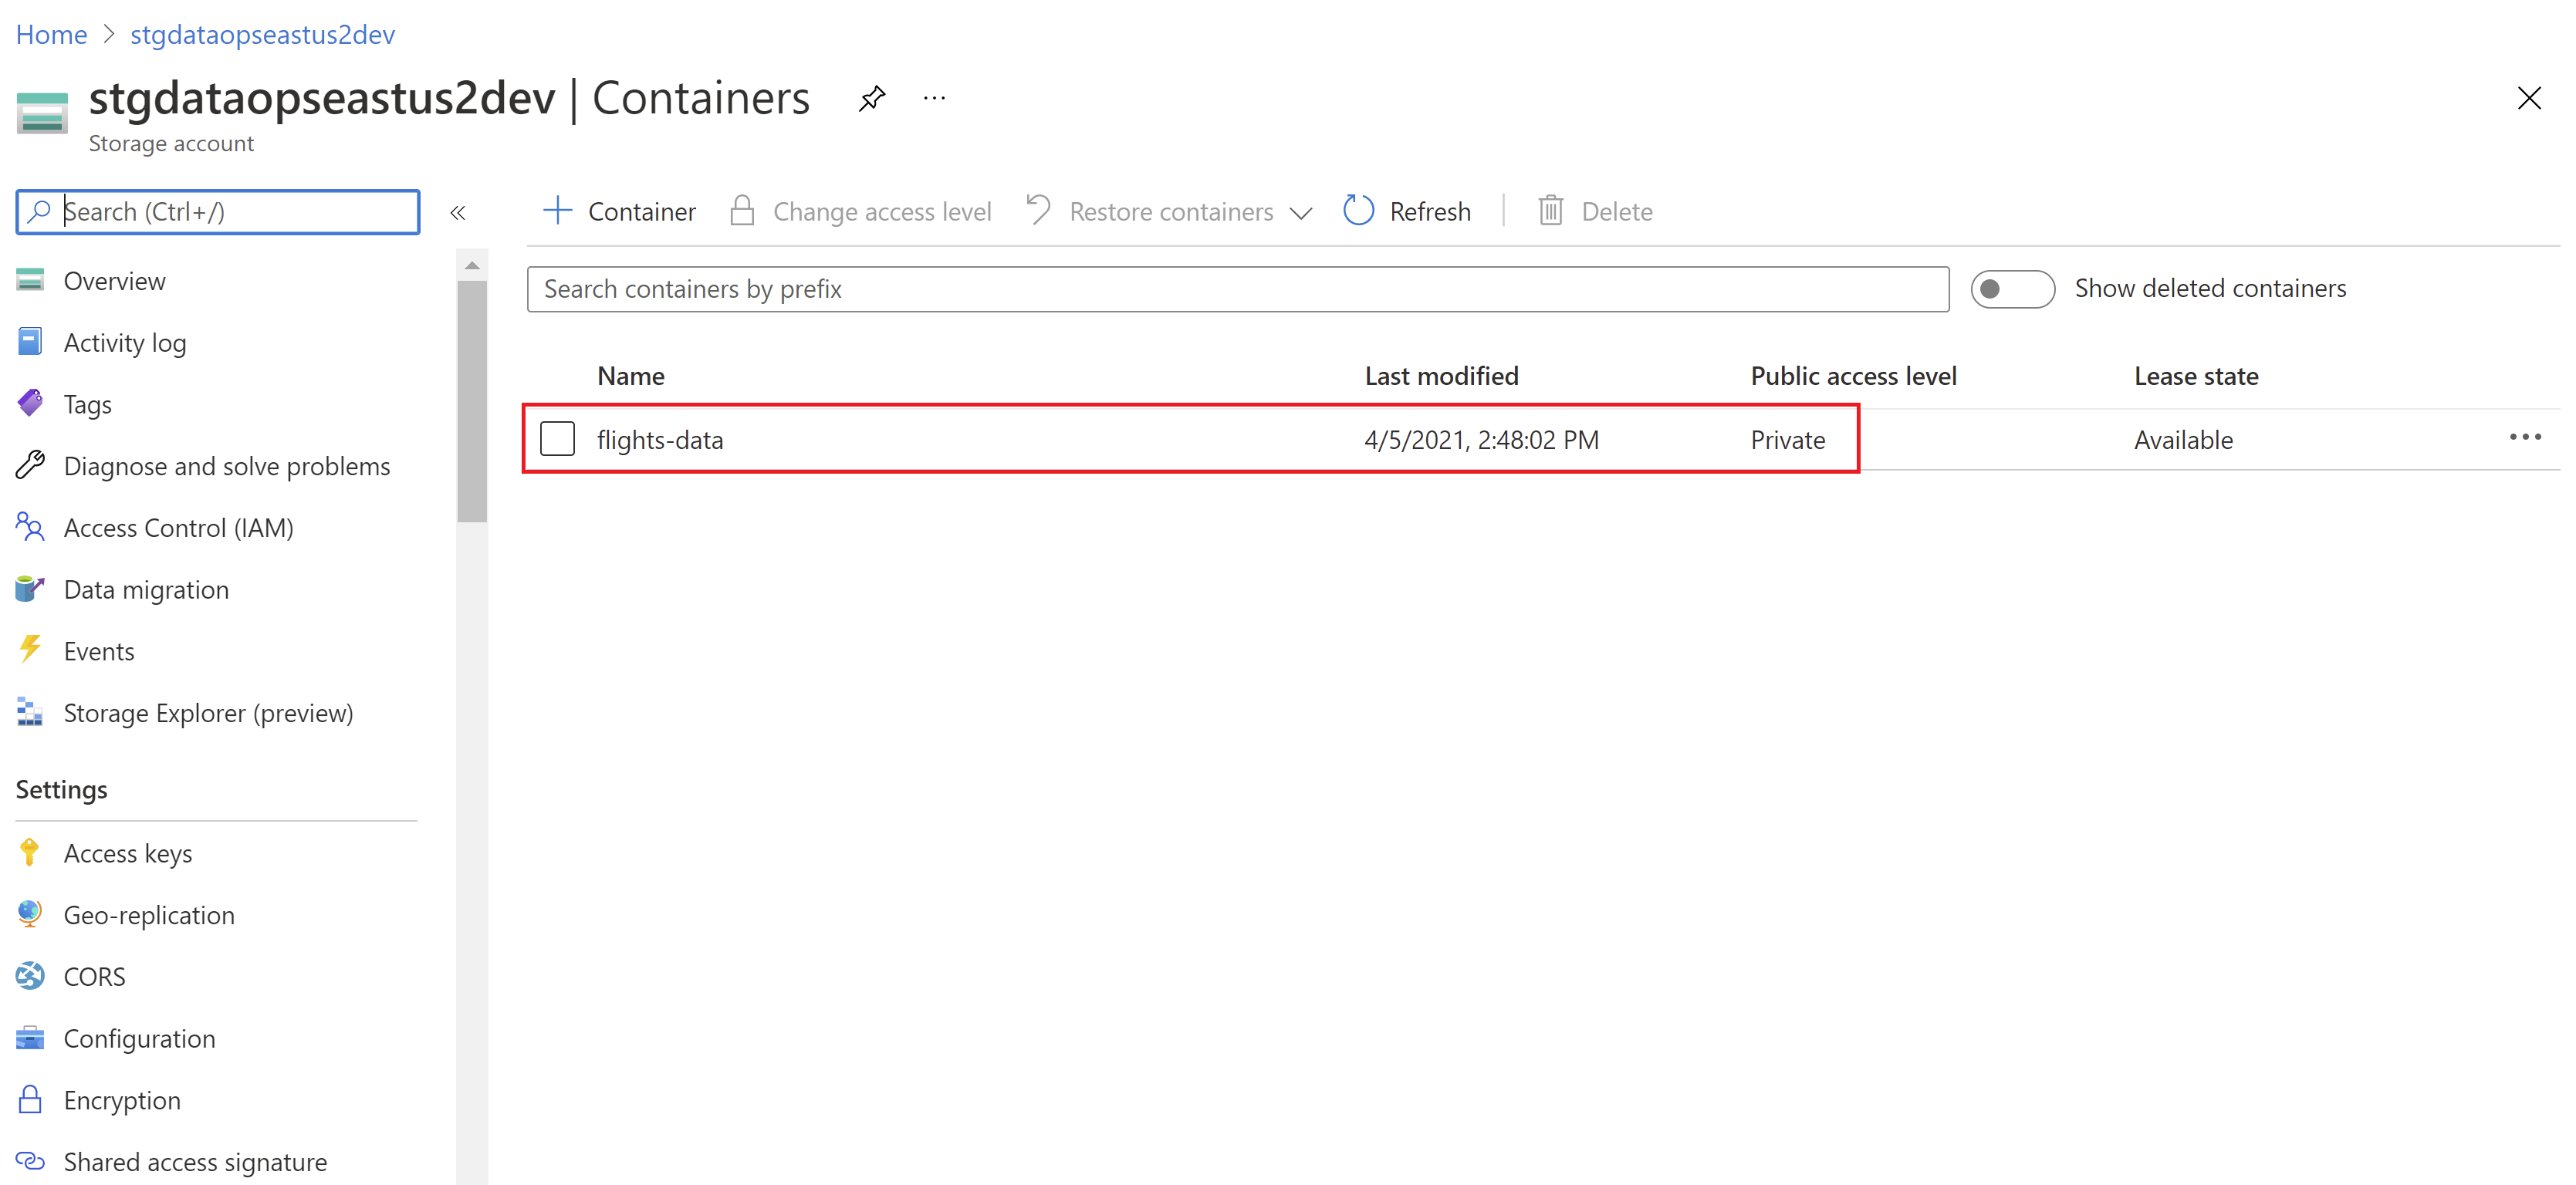 Home > stgdataopseastus2dev
stgdataopseastus2dev | Containers ...
Storage account
Search (Ctrl+/)
«
Overview
Activity log
Tags
Diagnose and solve problems
Access Control (IAM)
Data migration
Events
Storage Explorer (preview)
Settings
Access keys
Geo-replication
CORS
Configuration
Encryption
Shared access signature
Container Change access level Restore containers Refresh Delete
Search containers by prefix Show deleted containers
Name Last modified Public access level Lease state
flights-data 4/5/2021, 2:48:02 PM Private Available ...